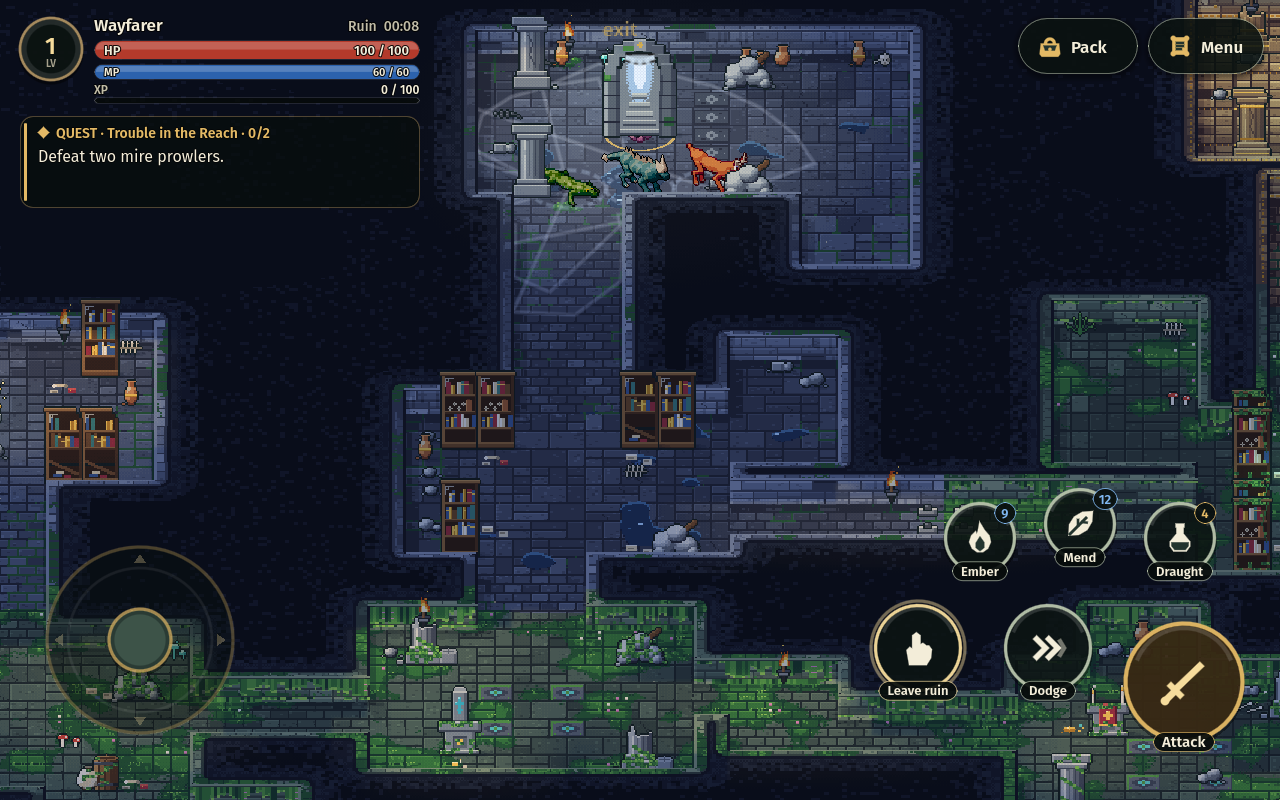 exit
1
LV
Wayfarer
Ruin 00:08
HP 100 / 100
MP 60 / 60
XP 0 / 100
QUEST · Trouble in the Reach · 0/2
Defeat two mire prowlers.
Pack
Menu
9
Ember
12
Mend
4
Draught
Leave ruin
Dodge
Attack